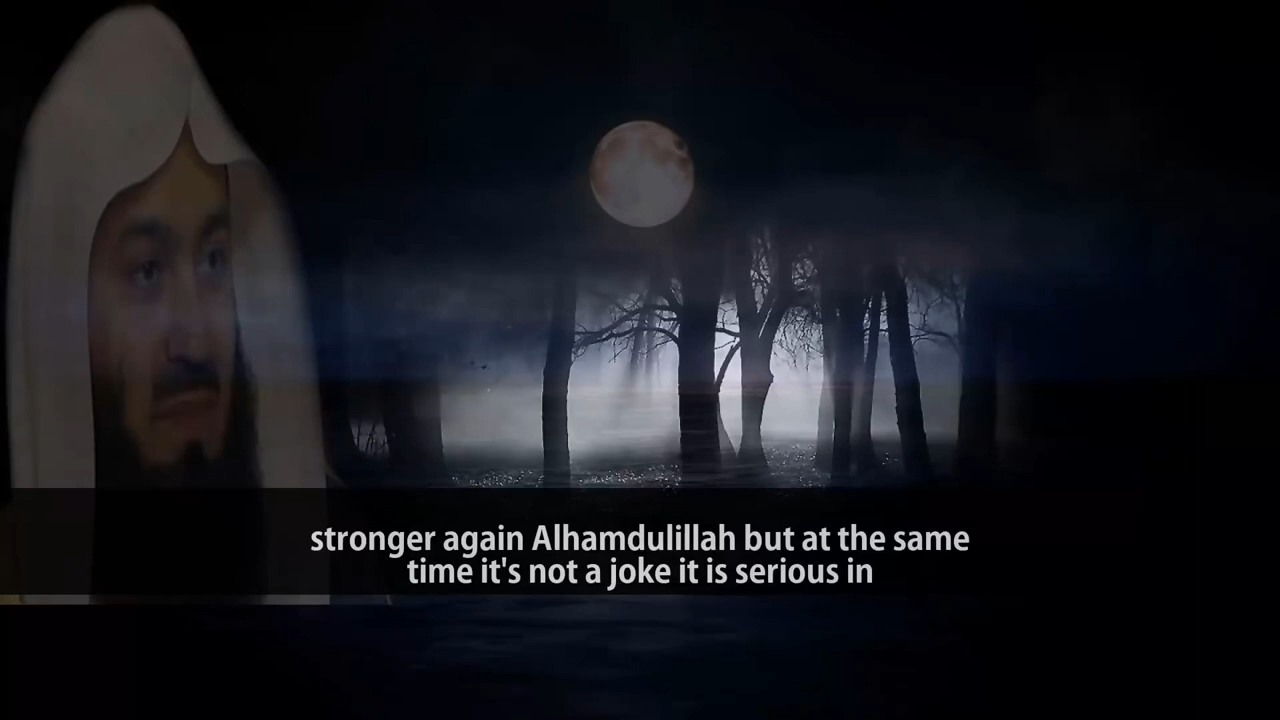 stronger again Alhamdulillah but at the same
time it's not a joke it is serious in